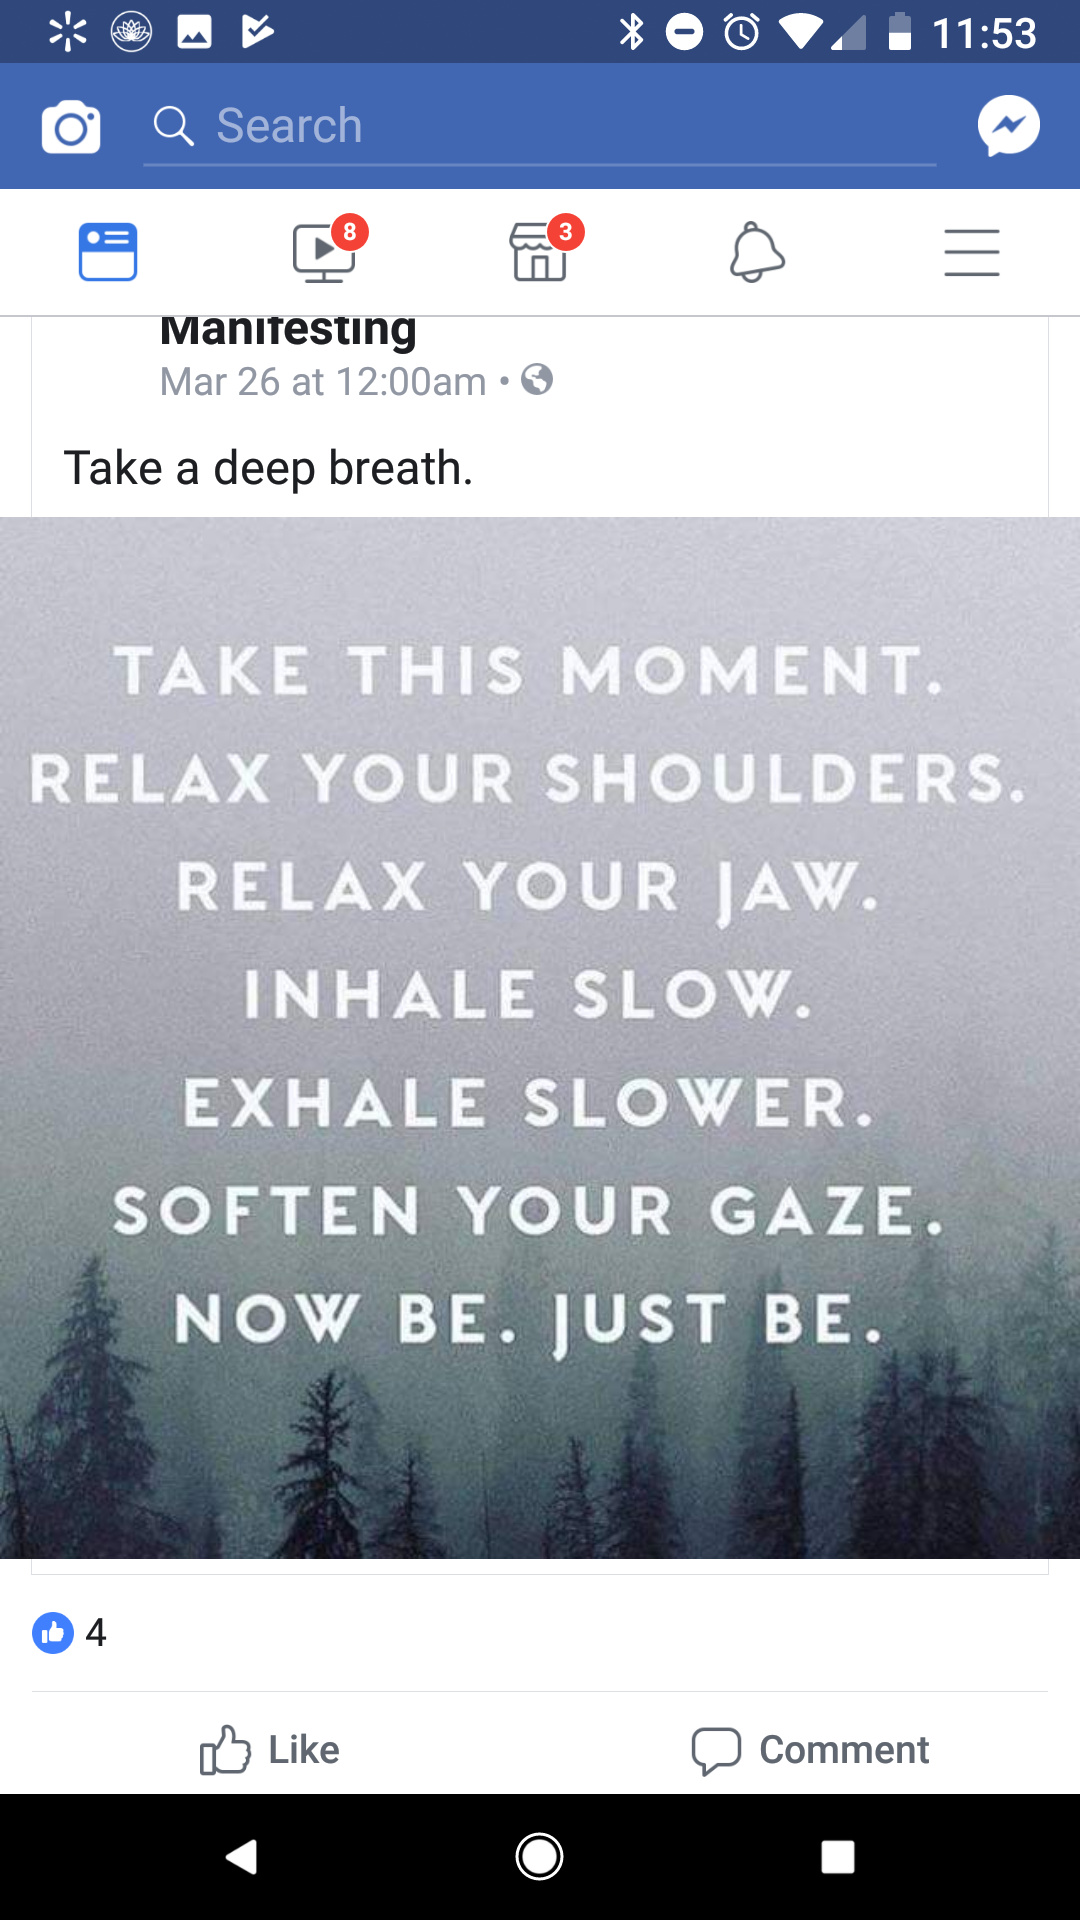 11:53
Search
8
3
Manifesting
Mar 26 at 12:00am •
Take a deep breath.
TAKE THIS MOMENT.
RELAX YOUR SHOULDERS.
RELAX YOUR JAW.
INHALE SLOW.
EXHALE SLOWER.
SOFTEN YOUR GAZE.
NOW BE. JUST BE.
4
Like
Comment